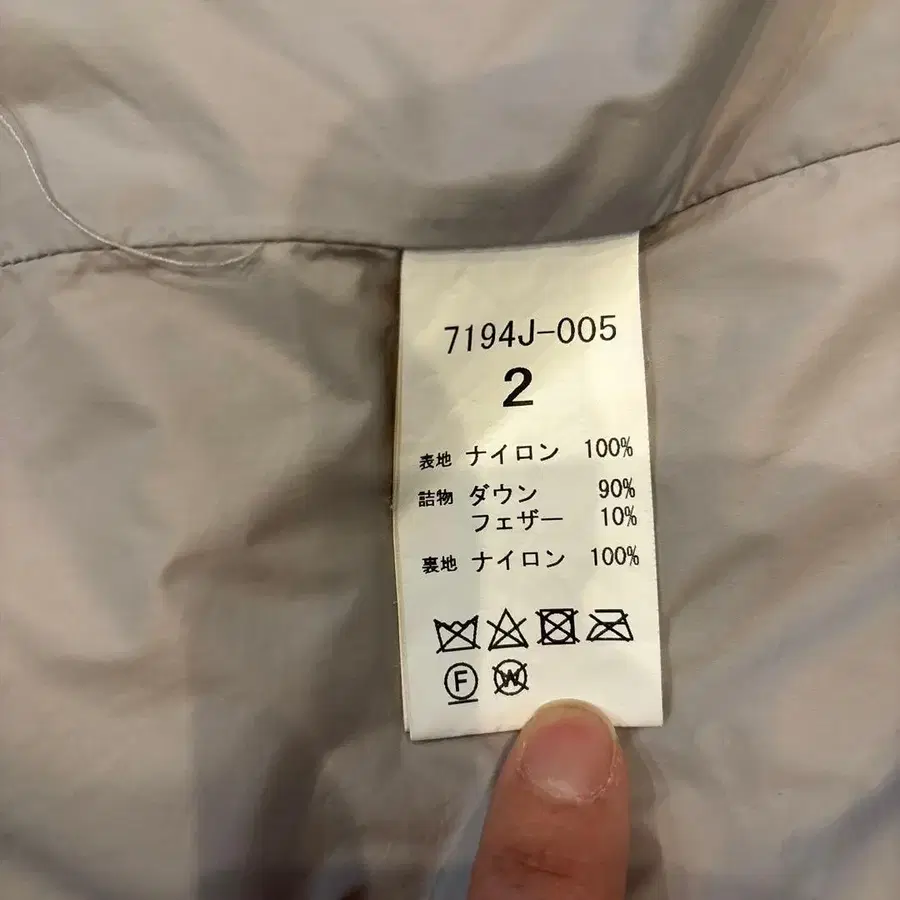 7194J-005
2
表地 ナイロン 100%
詰物 ダウン 90%
フェザー 10%
裏地 ナイロン 100%
F W